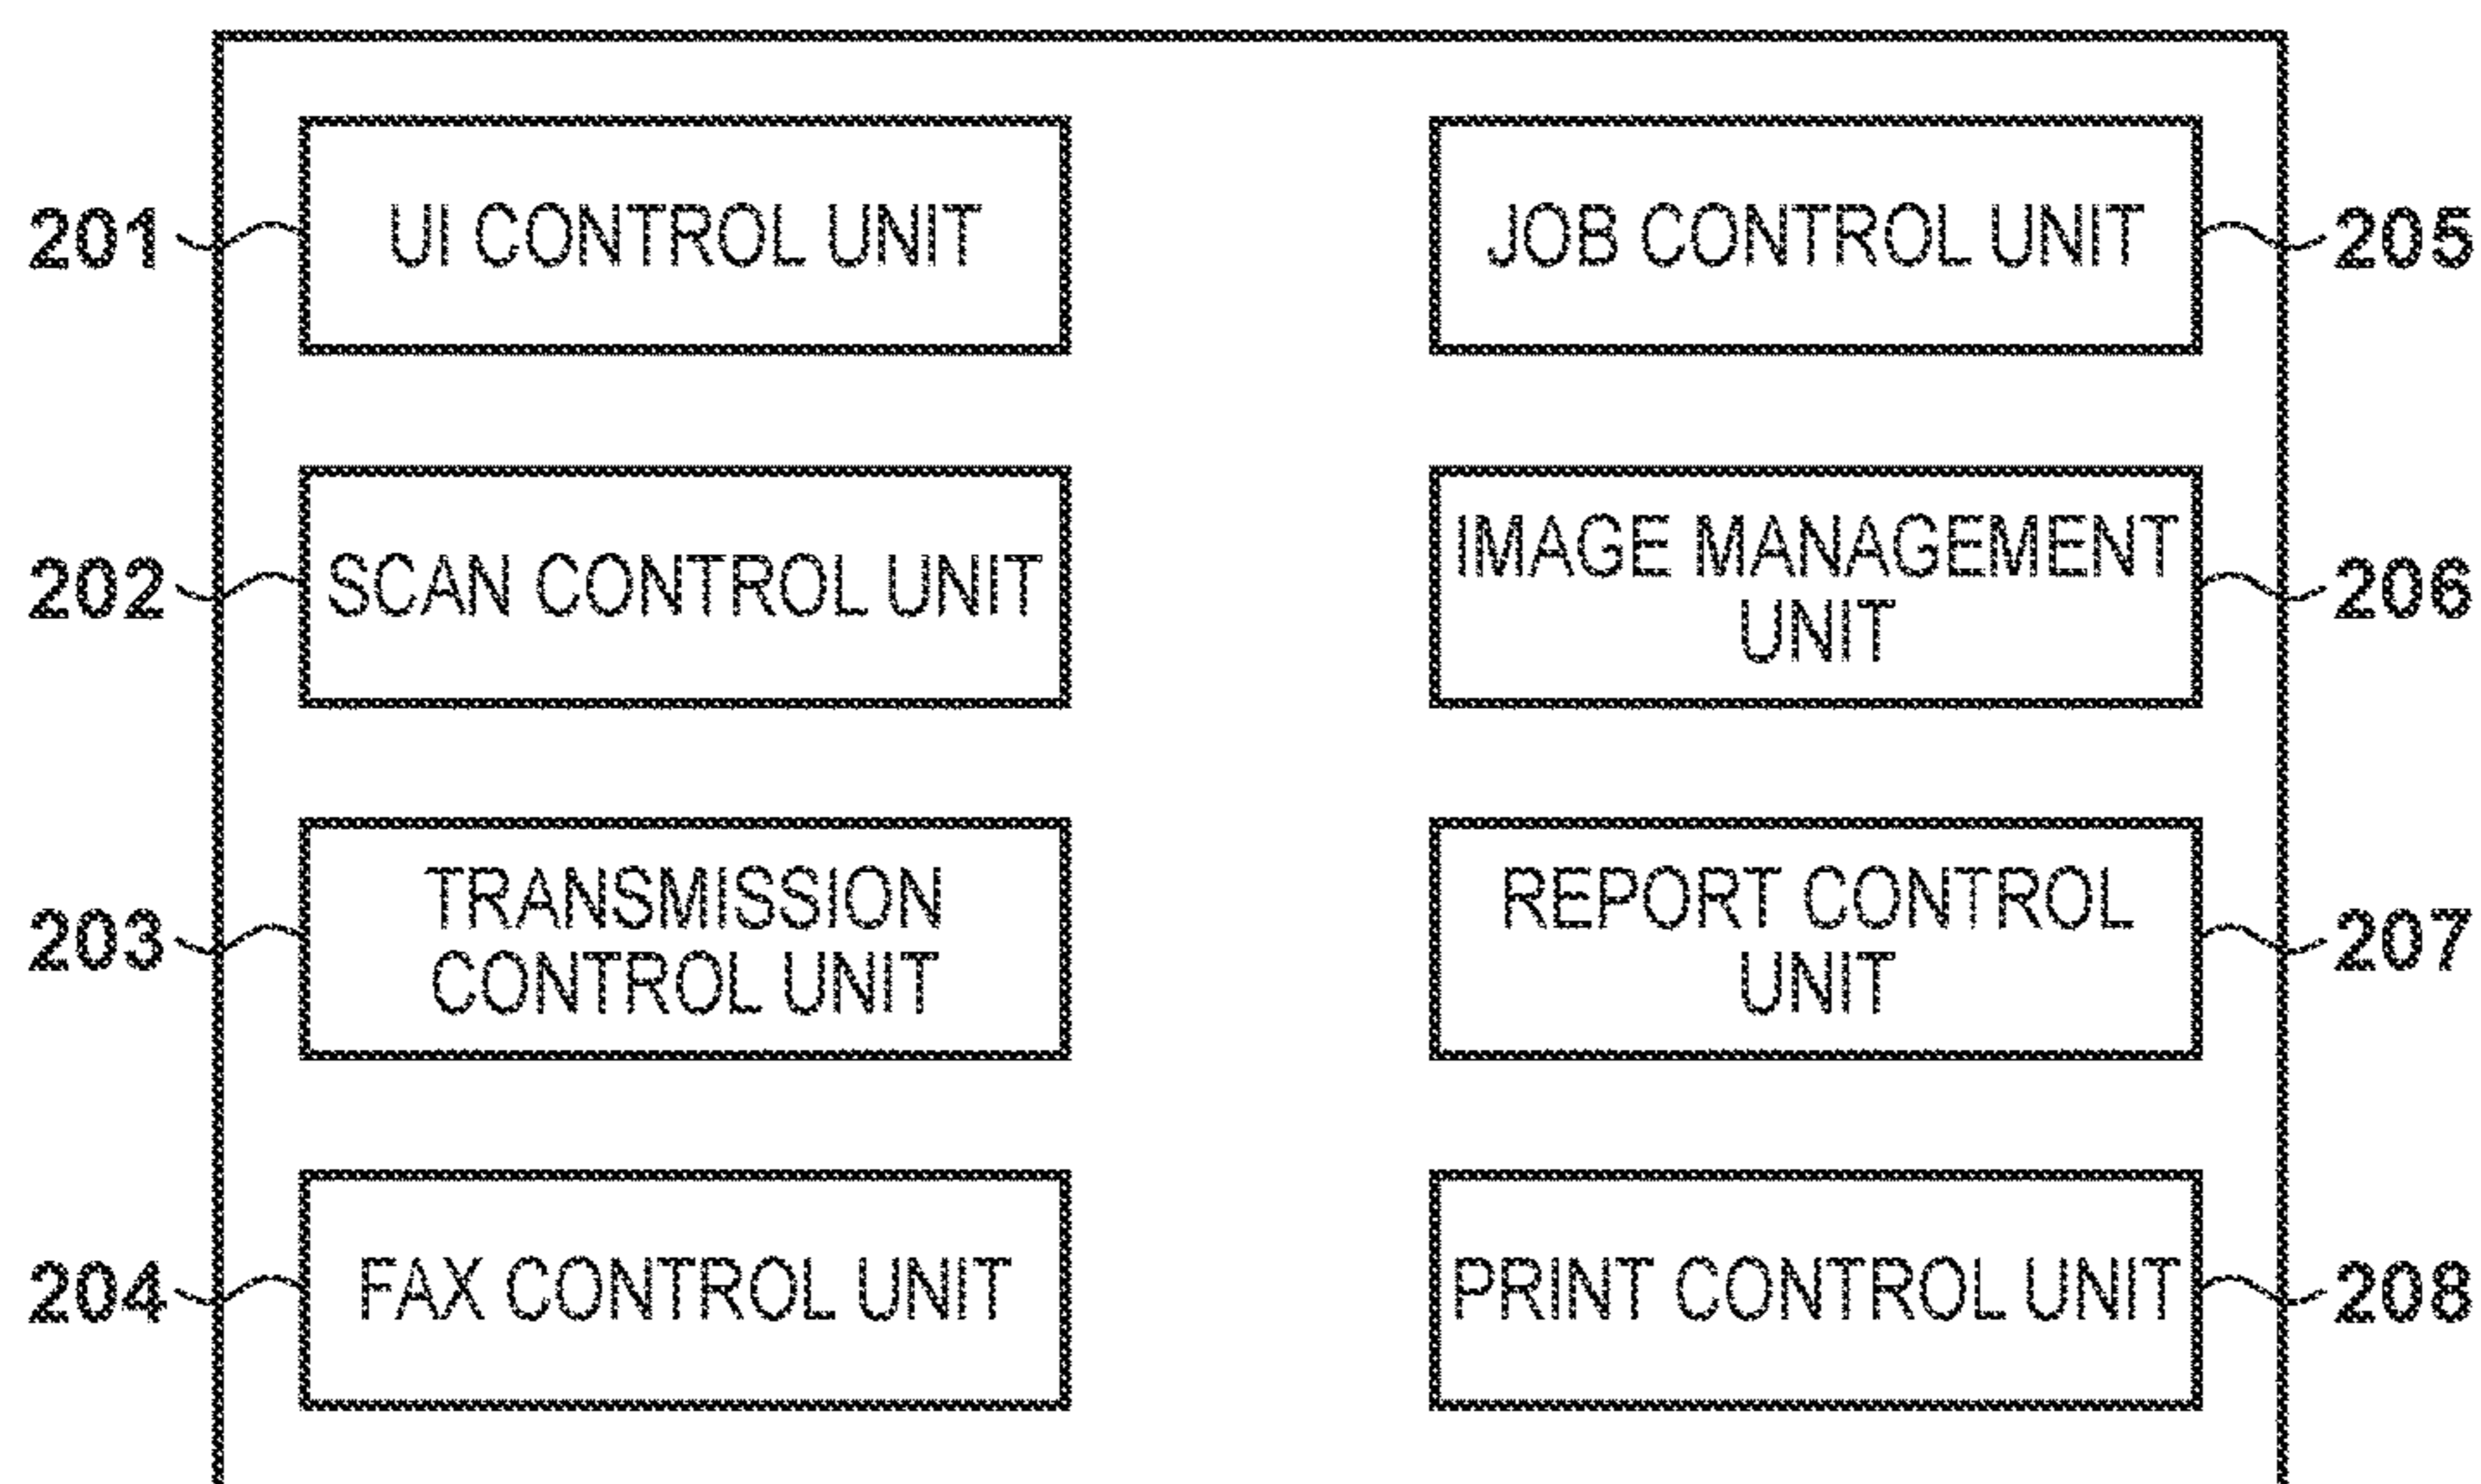 201
UI CONTROL UNIT
JOB CONTROL UNIT
205
202
SCAN CONTROL UNIT
IMAGE MANAGEMENT
UNIT
206
203
TRANSMISSION
CONTROL UNIT
REPORT CONTROL
UNIT
207
204
FAX CONTROL UNIT
PRINT CONTROL UNIT
208